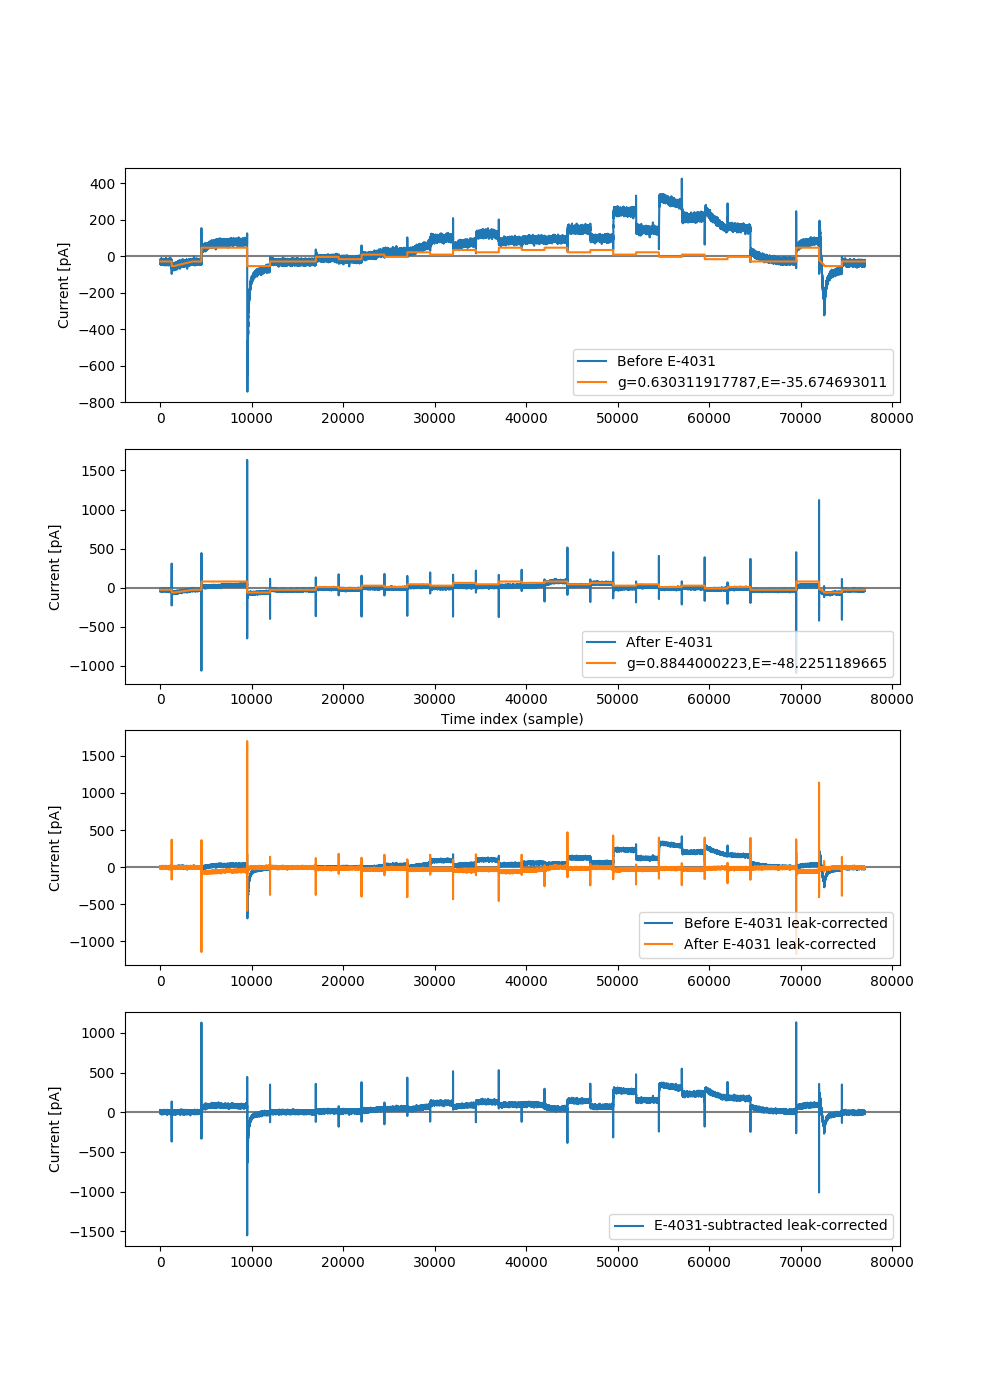 400
200
0
−200
−400
−600
−800
Current [pA]
Before E-4031
g=0.630311917787,E=-35.674693011
0 10000 20000 30000 40000 50000 60000 70000 80000
1500
1000
500
0
−500
−1000
Current [pA]
After E-4031
g=0.8844000223,E=-48.2251189665
0 10000 20000 30000 40000 50000 60000 70000 80000
Time index (sample)
1500
1000
500
0
−500
−1000
Current [pA]
Before E-4031 leak-corrected
After E-4031 leak-corrected
0 10000 20000 30000 40000 50000 60000 70000 80000
1000
500
0
−500
−1000
−1500
Current [pA]
E-4031-subtracted leak-corrected
0 10000 20000 30000 40000 50000 60000 70000 80000